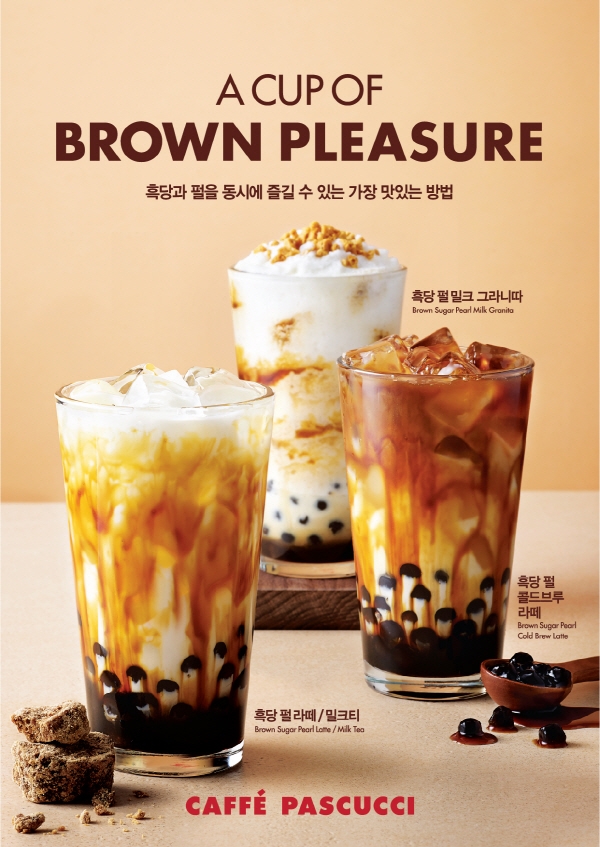 A CUP OF
BROWN PLEASURE
흑당과 펄을 동시에 즐길 수 있는 가장 맛있는 방법
흑당 펄 밀크 그라니따
Brown Sugar Pearl Milk Granita
흑당 펄
콜드브루
라떼
Brown Sugar Pearl
Cold Brew Latte
흑당 펄 라떼 / 밀크티
Brown Sugar Pearl Latte / Milk Tea
CAFFÉ PASCUCCI